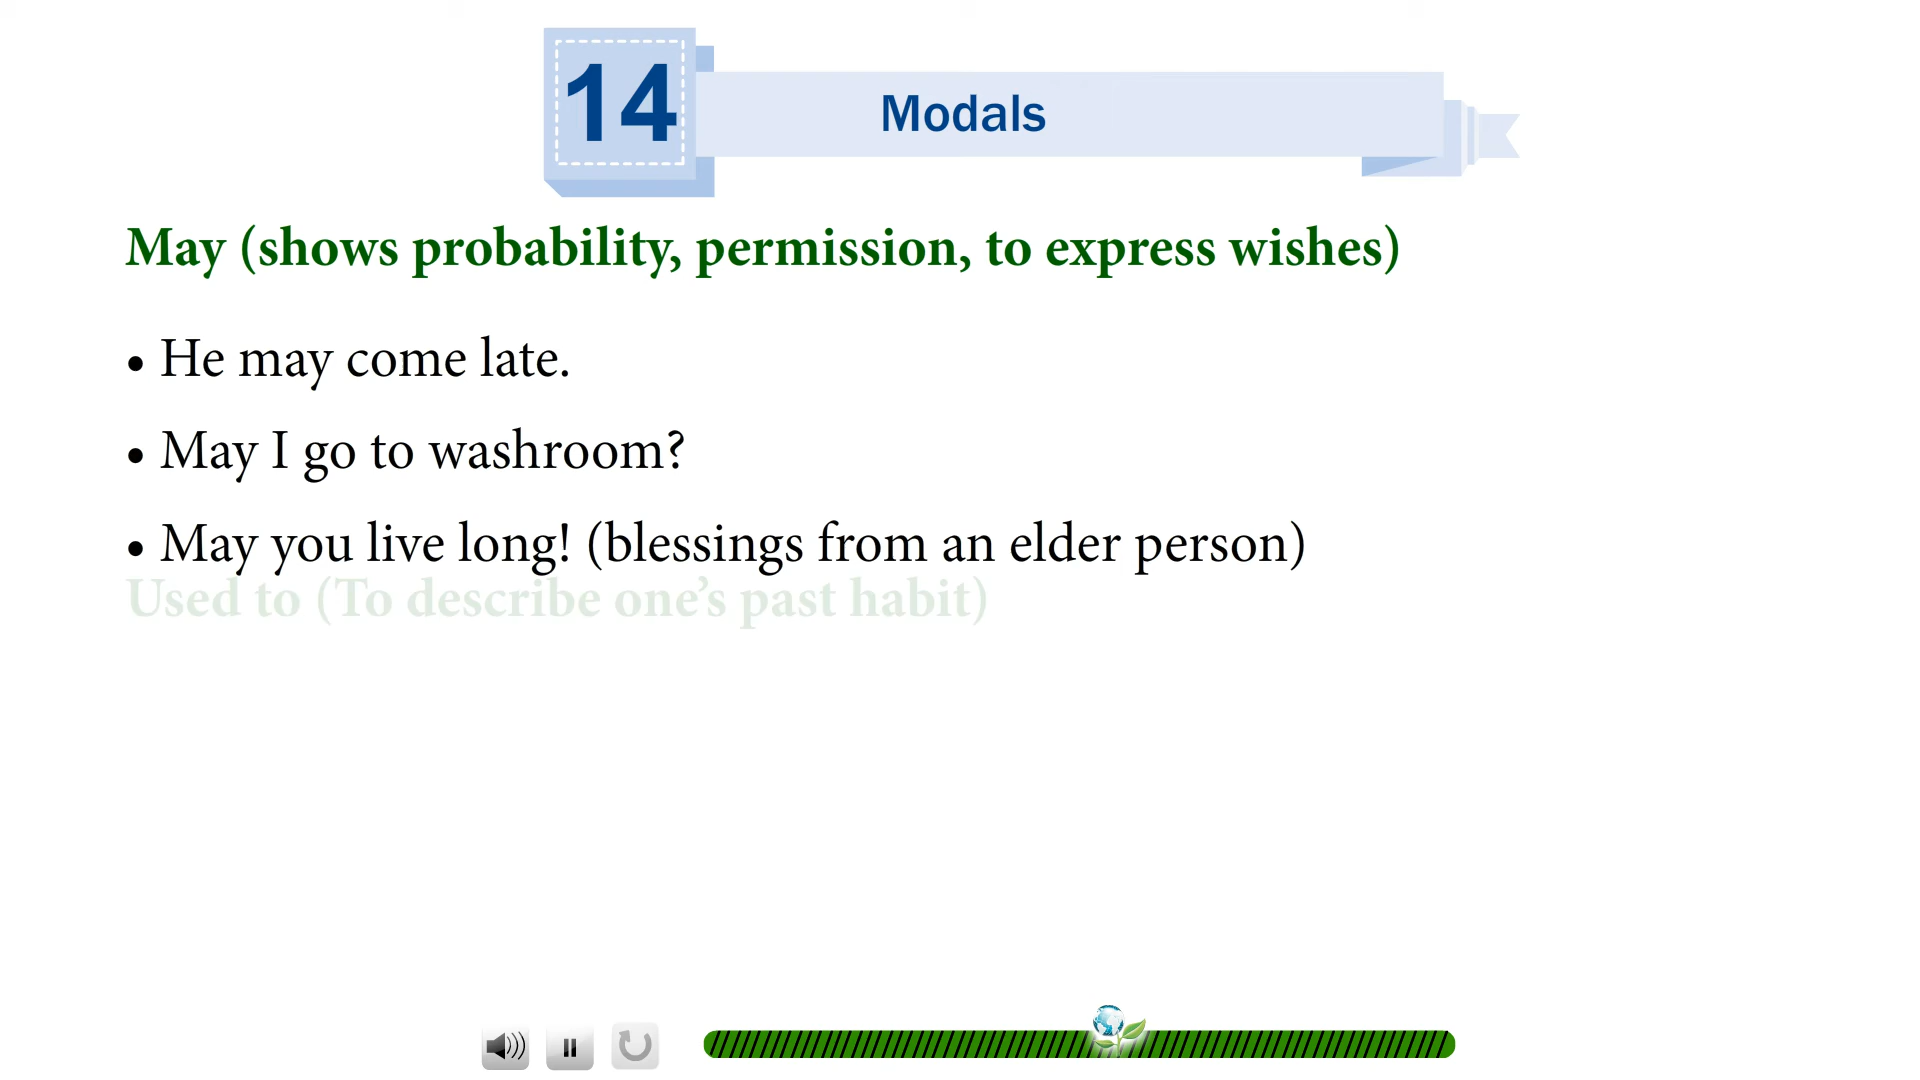 14
Modals
May (shows probability, permission, to express wishes)
• He may come late.
• May I go to washroom?
• May you live long! (blessings from an elder person)
Used to (To describe one’s past habit)